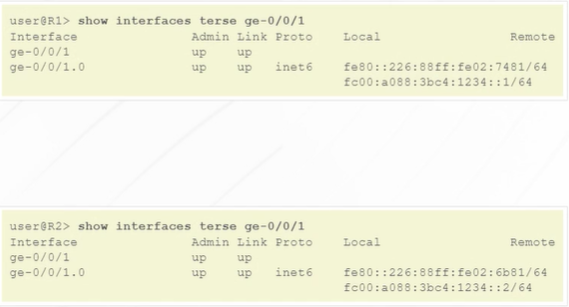 user@R1> show interfaces terse ge-0/0/1
Interface Admin Link Proto Local Remote
ge-0/0/1 up up
ge-0/0/1.0 up up inet6 fe80::226:88ff:fe02:7481/64
fc00:a088:3bc4:1234::1/64
user@R2> show interfaces terse ge-0/0/1
Interface Admin Link Proto Local Remote
ge-0/0/1 up up
ge-0/0/1.0 up up inet6 fe80::226:88ff:fe02:6b81/64
fc00:a088:3bc4:1234::2/64